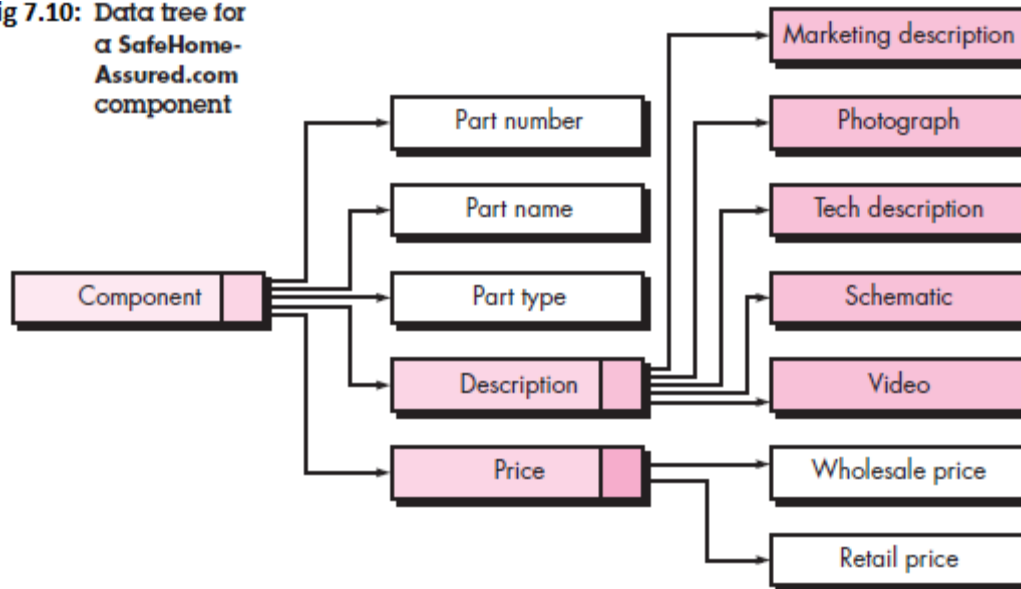 ig 7.10: Data tree for
a SafeHome-
Assured.com
component
Marketing description
Part number
Photograph
Part name
Tech description
Component
Part type
Schematic
Description
Video
Price
Wholesale price
Retail price